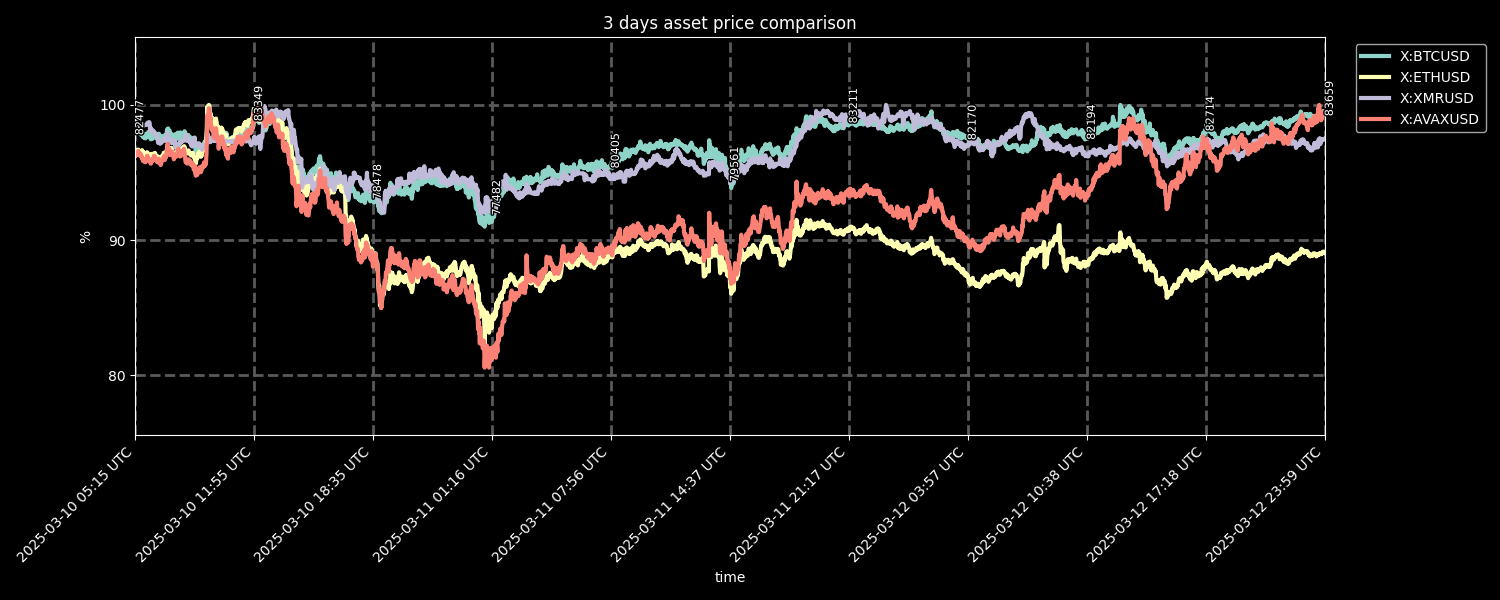 3 days asset price comparison
X:BTCUSD
X:ETHUSD
X:XMRUSD
X:AVAXUSD
100
90
80
%
82477
83349
78478
77482
80405
79561
83211
82170
82194
82714
83659
2025-03-10 05:15 UTC
2025-03-10 11:55 UTC
2025-03-10 18:35 UTC
2025-03-11 01:16 UTC
2025-03-11 07:56 UTC
2025-03-11 14:37 UTC
2025-03-11 21:17 UTC
2025-03-12 03:57 UTC
2025-03-12 10:38 UTC
2025-03-12 17:18 UTC
2025-03-12 23:59 UTC
time